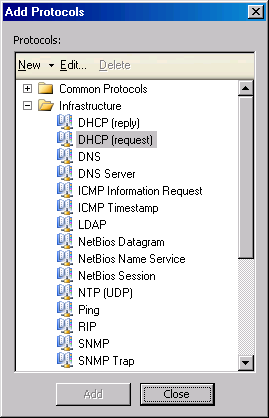 Add Protocols
Protocols:
New Edit... Delete
Common Protocols
Infrastructure
DHCP (reply)
DHCP (request)
DNS
DNS Server
ICMP Information Request
ICMP Timestamp
LDAP
NetBios Datagram
NetBios Name Service
NetBios Session
NTP (UDP)
Ping
RIP
SNMP
SNMP Trap
Add Close